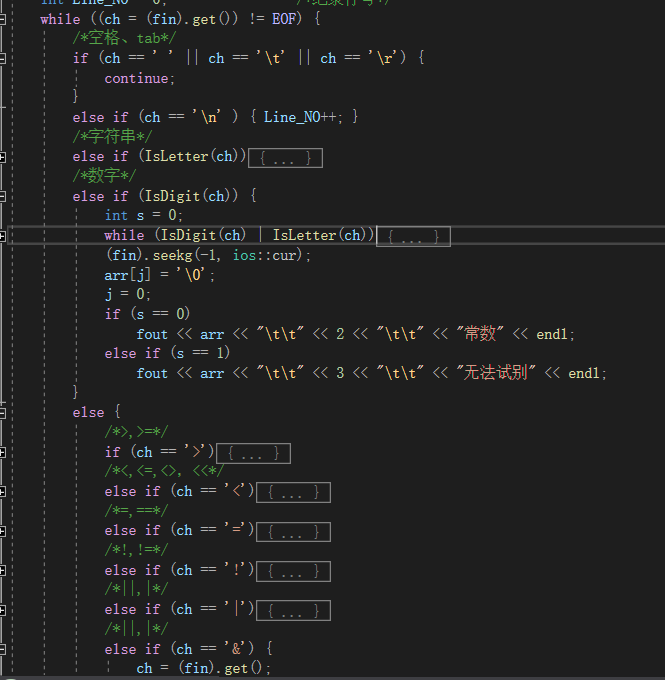 int Line_NO = 0;
while ((ch = (fin).get()) != EOF) {
/*空格、tab*/
if (ch == ' ' || ch == '\t' || ch == '\r') {
continue;
}
else if (ch == '\n' ) { Line_NO++; }
/*字符串*/
else if (IsLetter(ch)){ ... }
/*数字*/
else if (IsDigit(ch)) {
int s = 0;
while (IsDigit(ch) | IsLetter(ch)){ ... }
(fin).seekg(-1, ios::cur);
arr[j] = '\0';
j = 0;
if (s == 0)
fout << arr << "\t\t" << 2 << "\t\t" << "常数" << endl;
else if (s == 1)
fout << arr << "\t\t" << 3 << "\t\t" << "无法试别" << endl;
}
else {
/*>,>=*/
if (ch == '>'){ ... }
/*<,<=,<>, <<*/
else if (ch == '<'){ ... }
/*=,==*/
else if (ch == '='){ ... }
/*!,!=*/
else if (ch == '!'){ ... }
/*||,|*/
else if (ch == '|'){ ... }
/*||,|*/
else if (ch == '&') {
ch = (fin).get();